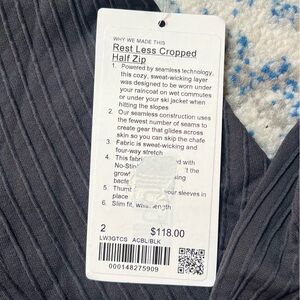 WHY WE MADE THIS
Rest Less Cropped
Half Zip
1. Powered by seamless technology,
this cozy, sweat-wicking layer
was designed to be worn under
your raincoat on wet commutes
or under your ski jacket when
hitting the slopes
2. Our seamless construction uses
the fewest number of seams to
create gear that glides across
skin so you can actually be chafe
3. Fabric is sweat-wicking and
four-way stretch
4. This fabric
No-Stink
the
5. sleeves in
place
6. Slim fit, waist length
2 $118.00
LW3GTCS ACBL/BLK
000148275909